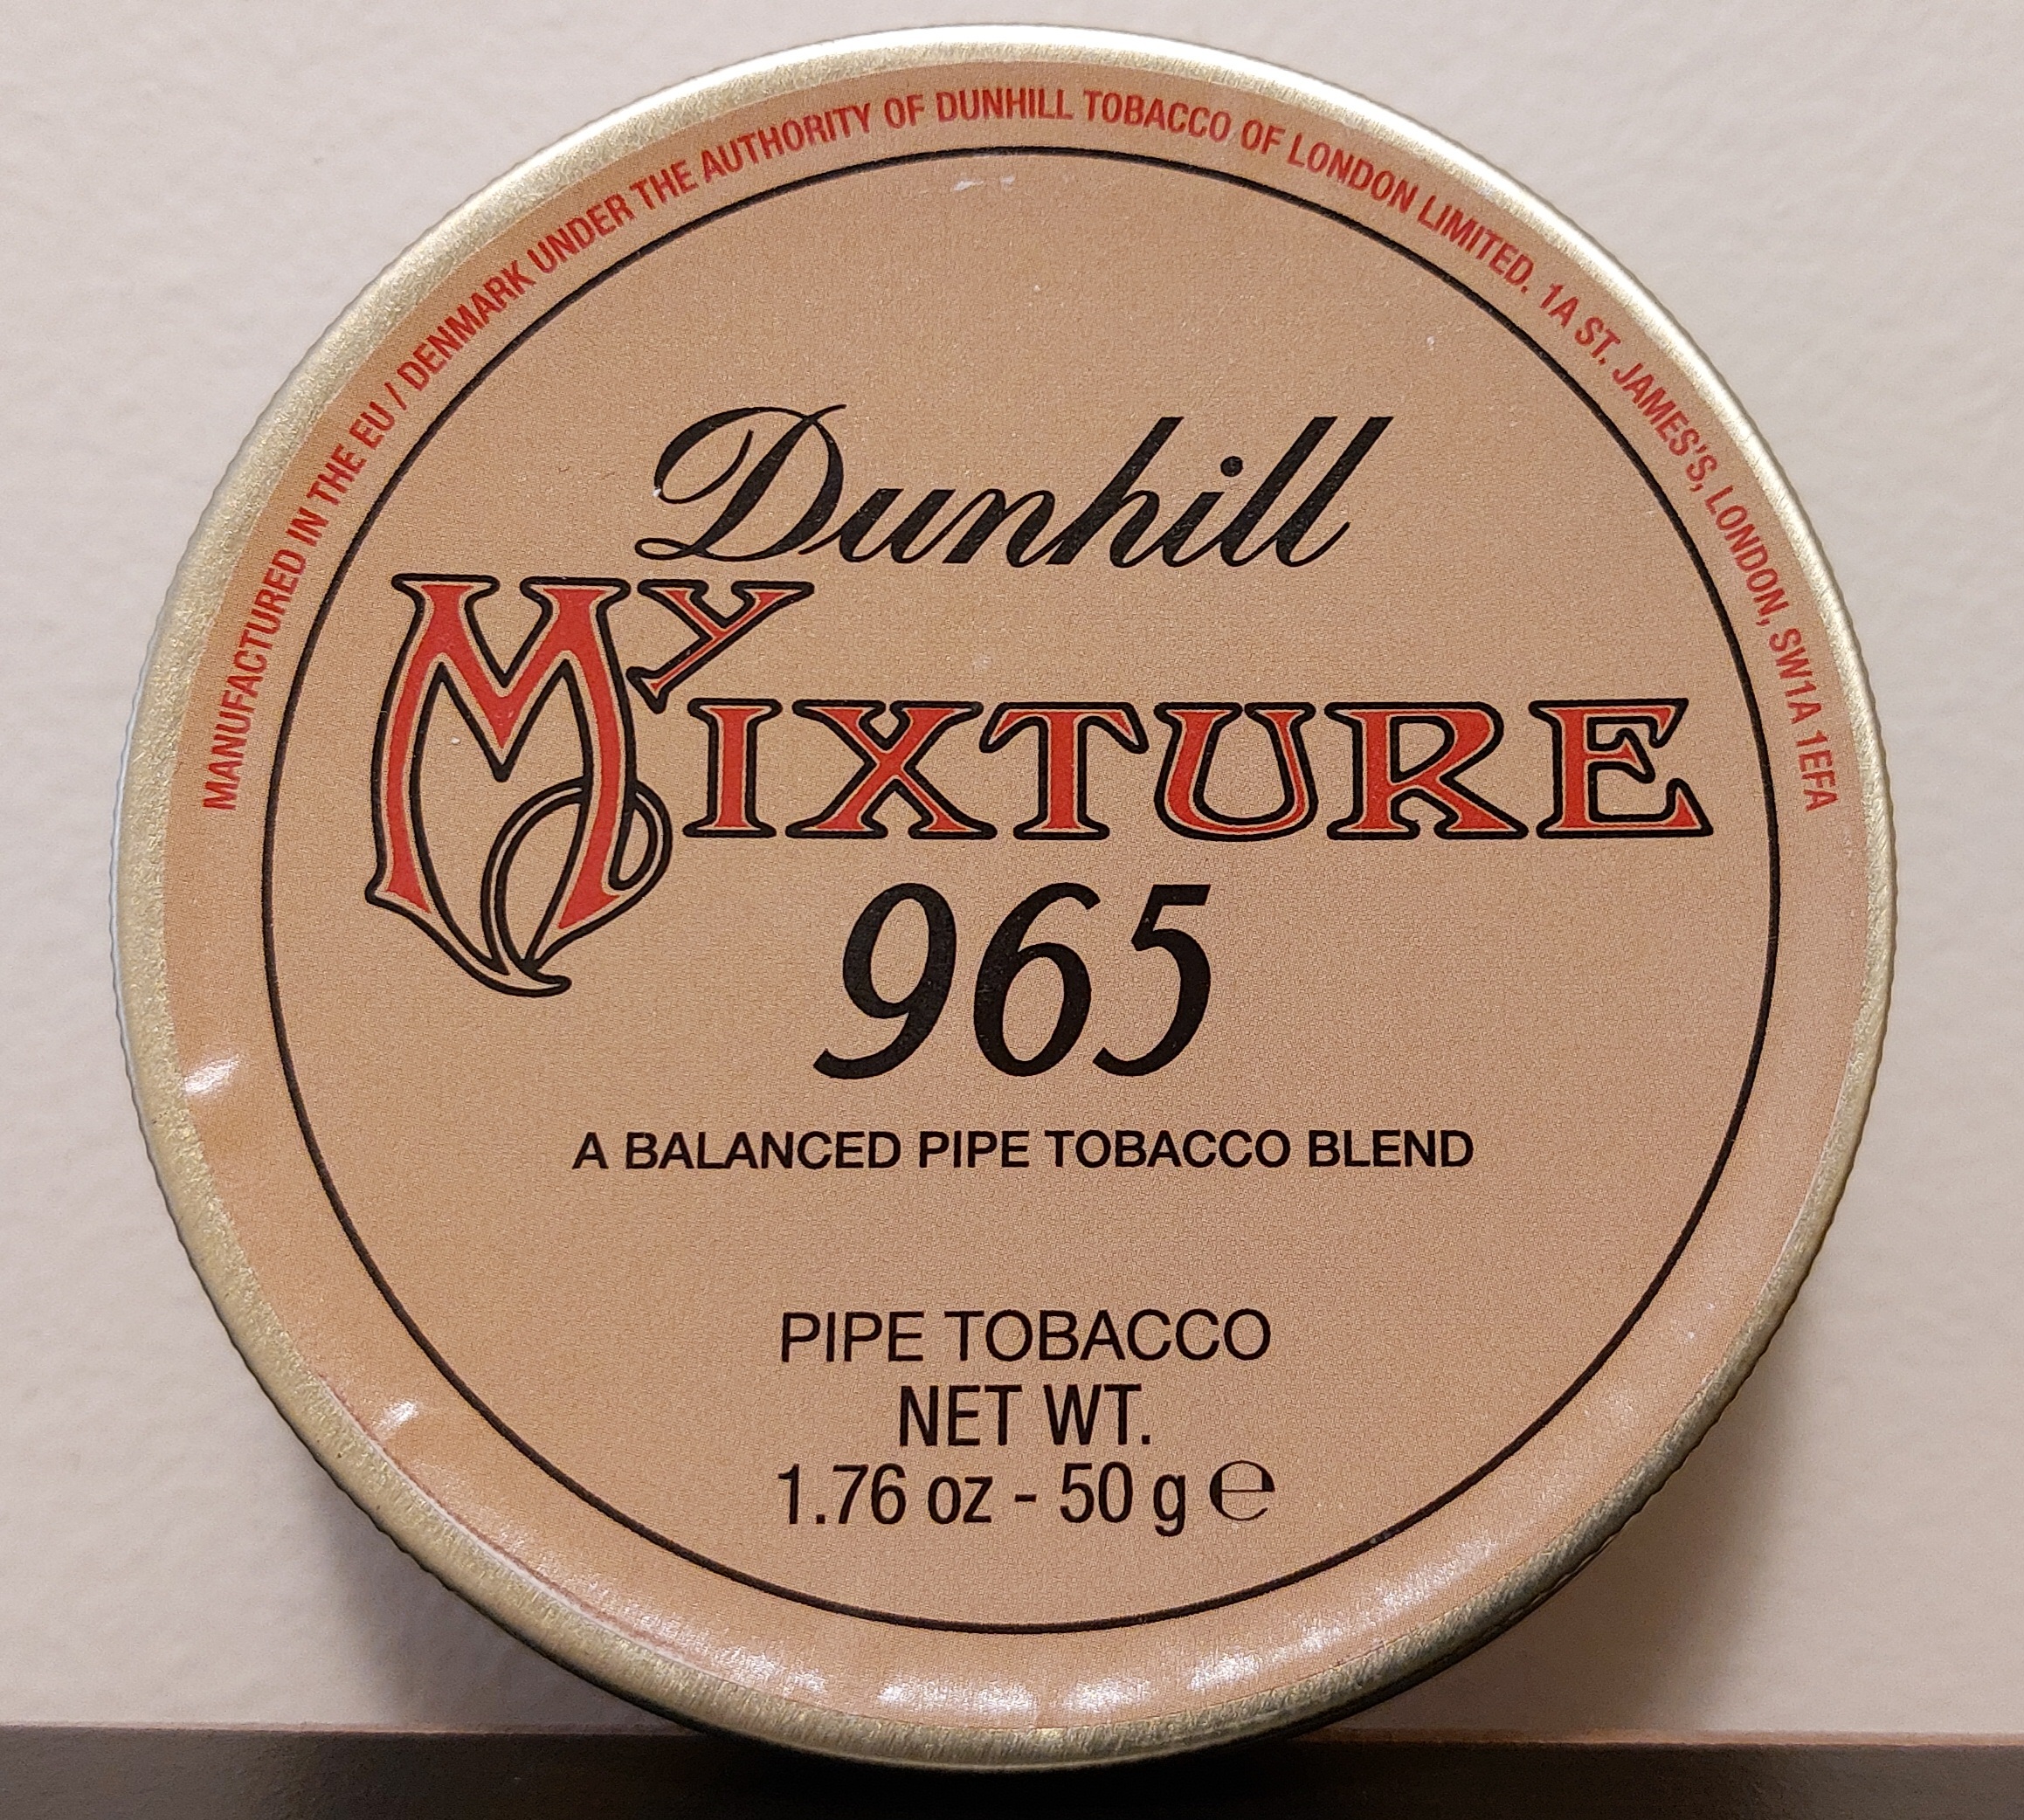 MANUFACTURED IN THE EU / DENMARK UNDER THE AUTHORITY OF DUNHILL TOBACCO OF LONDON LIMITED. 1A ST. JAMES'S, LONDON, SW1A 1EFA
Dunhill
My MIXTURE
965
A BALANCED PIPE TOBACCO BLEND
PIPE TOBACCO
NET WT.
1.76 oz - 50 g ℮